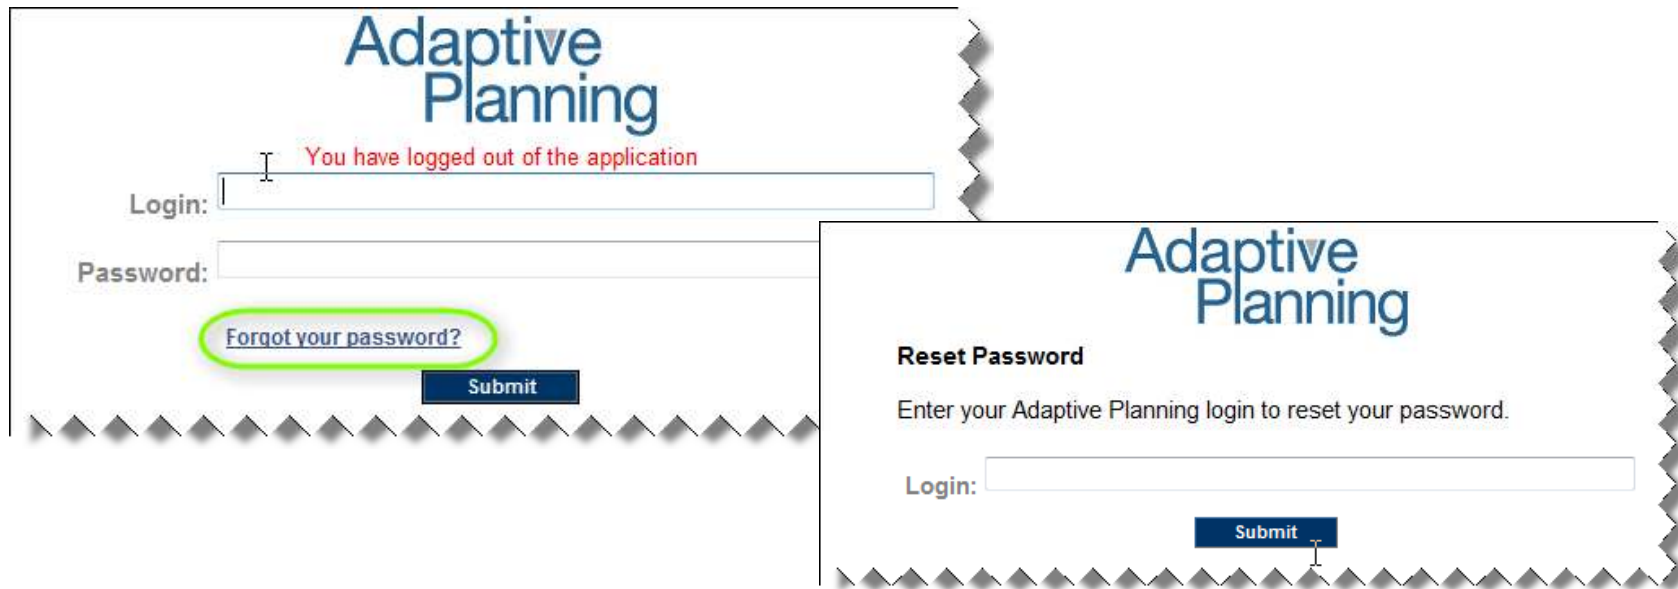 Adaptive
Planning
You have logged out of the application
Login:
Password:
Forgot your password?
Submit
Adaptive
Planning
Reset Password
Enter your Adaptive Planning login to reset your password.
Login:
Submit